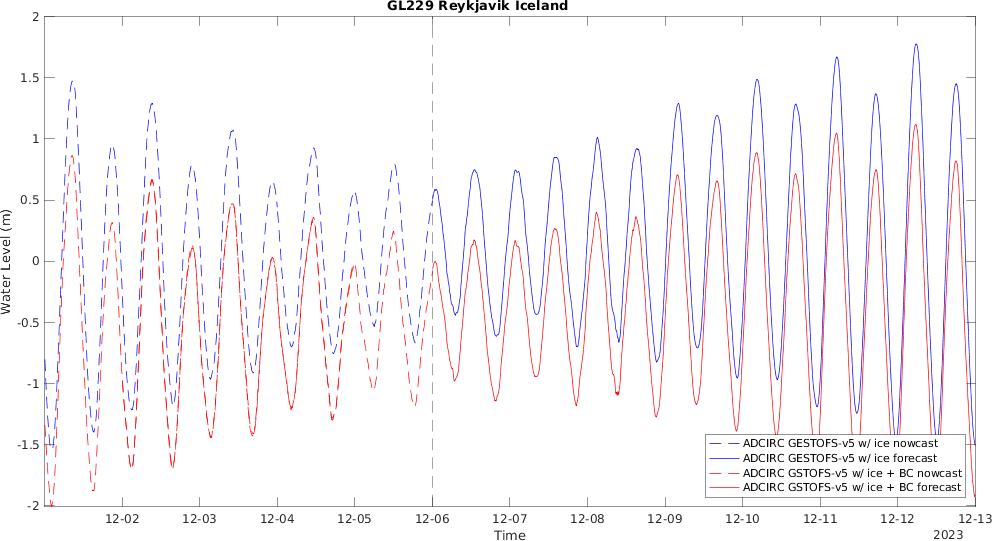 GL229 Reykjavik Iceland
2
1.5
1
0.5
0
-0.5
-1
-1.5
-2
Water Level (m)
ADCIRC GESTOFS-v5 w/ ice nowcast
ADCIRC GESTOFS-v5 w/ ice forecast
ADCIRC GSTOFS-v5 w/ ice + BC nowcast
ADCIRC GSTOFS-v5 w/ ice + BC forecast
12-02 12-03 12-04 12-05 12-06 12-07 12-08 12-09 12-10 12-11 12-12 12-13
Time
2023